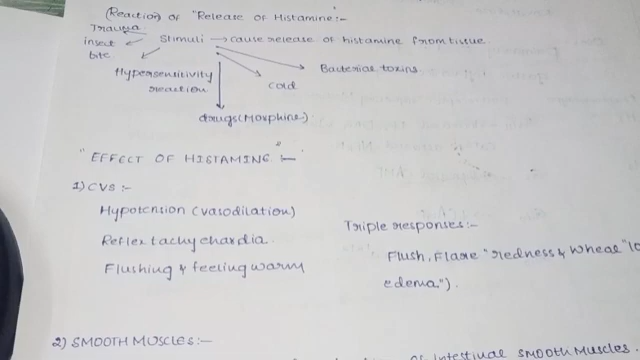 (Reaction) of "Release of Histamine:-
Trauma
insect
bite
Stimuli → cause release of histamine from tissue
Hypersensitivity
reaction
cold
Bacterial toxins
drugs (Morphine)
"EFFECT OF HISTAMINE :-
1) CVS :-
Hypotension (vasodilation)
Reflex tachychardia
Flushing & feeling warm
Triple responses:-
Flush, Flare "redness & wheal "lo
edema").
2) SMOOTH MUSCLES:-
of intestinal SMOOTH MUSCLES.